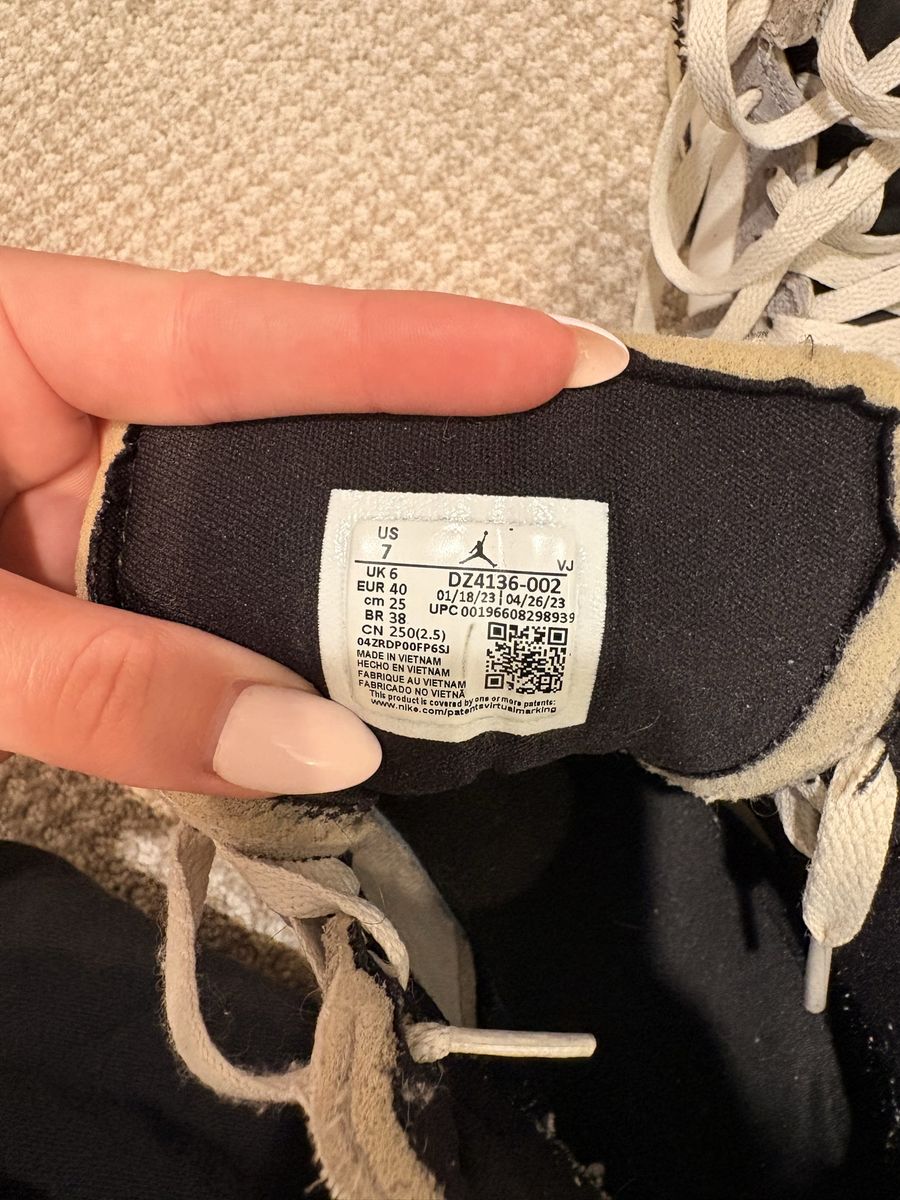 US
7
VJ
UK 6
EUR 40
cm 25
BR 38
CN 250(2.5)
DZ4136-002
01/18/23 | 04/26/23
UPC 00196608298939
04ZRDP00FP6SJ
MADE IN VIETNAM
HECHO EN VIETNAM
FABRIQUE AU VIETNAM
FABRICADO NO VIETNÃ
This product is covered by one or more patents:
www.nike.com/patentsvirtualmarking